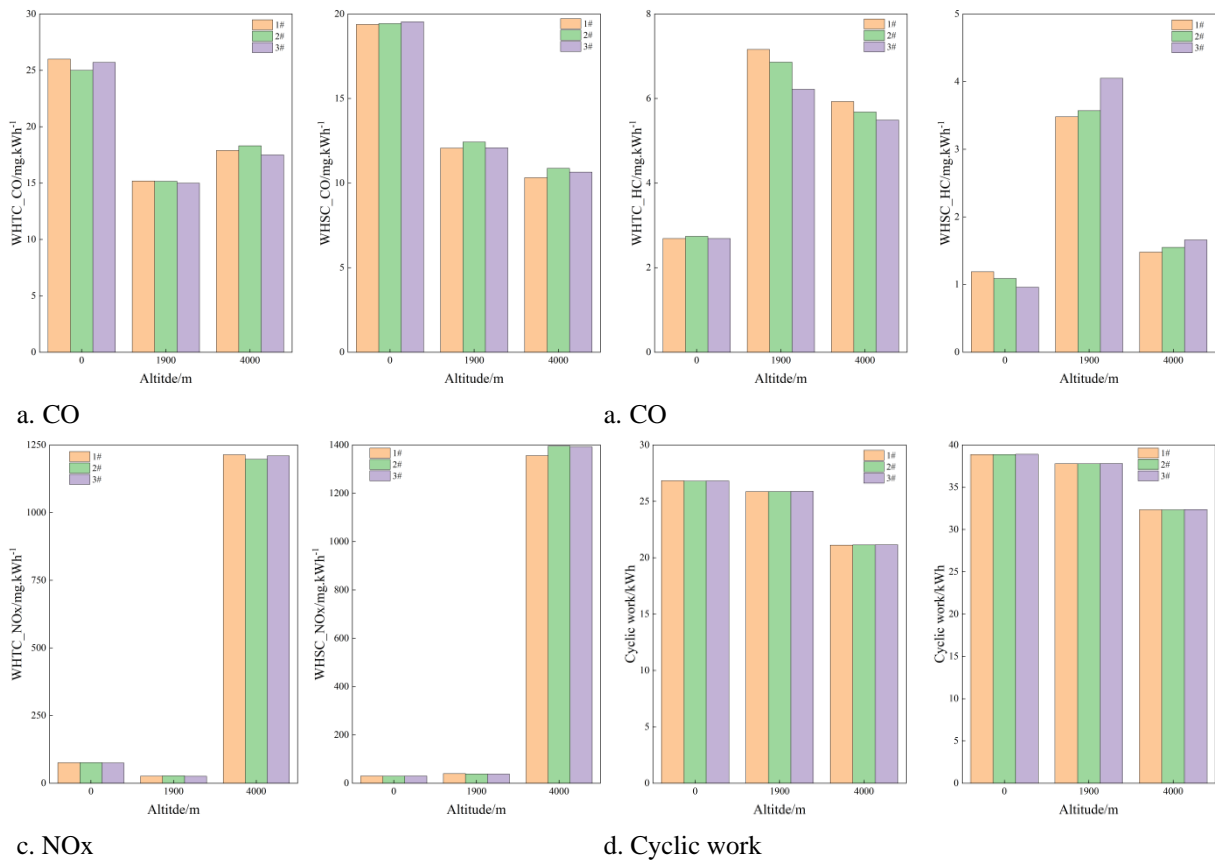 WHTC_CO/mg.kWh⁻¹
30
25
20
15
10
5
0
1#
2#
3#
0 1900 4000
Altitde/m
WHSC_CO/mg.kWh⁻¹
20
15
10
5
0
1#
2#
3#
0 1900 4000
Altitude/m
a. CO
WHTC_HC/mg.kWh⁻¹
8
6
4
2
0
1#
2#
3#
0 1900 4000
Altitde/m
WHSC_HC/mg.kWh⁻¹
5
4
3
2
1
0
1#
2#
3#
0 1900 4000
Altitude/m
a. CO
WHTC_NOx/mg.kWh⁻¹
1250
1000
750
500
250
0
1#
2#
3#
0 1900 4000
Altitde/m
WHSC_NOx/mg.kWh⁻¹
1400
1400
1200
1000
800
600
400
200
0
1#
2#
3#
0 1900 4000
Altitude/m
c. NOx
Cyclic work/kWh
30
25
20
15
10
5
0
1#
2#
3#
0 1900 4000
Altitde/m
Cyclic work/kWh
40
35
30
25
20
15
10
5
0
1#
2#
3#
0 1900 4000
Altitude/m
d. Cyclic work